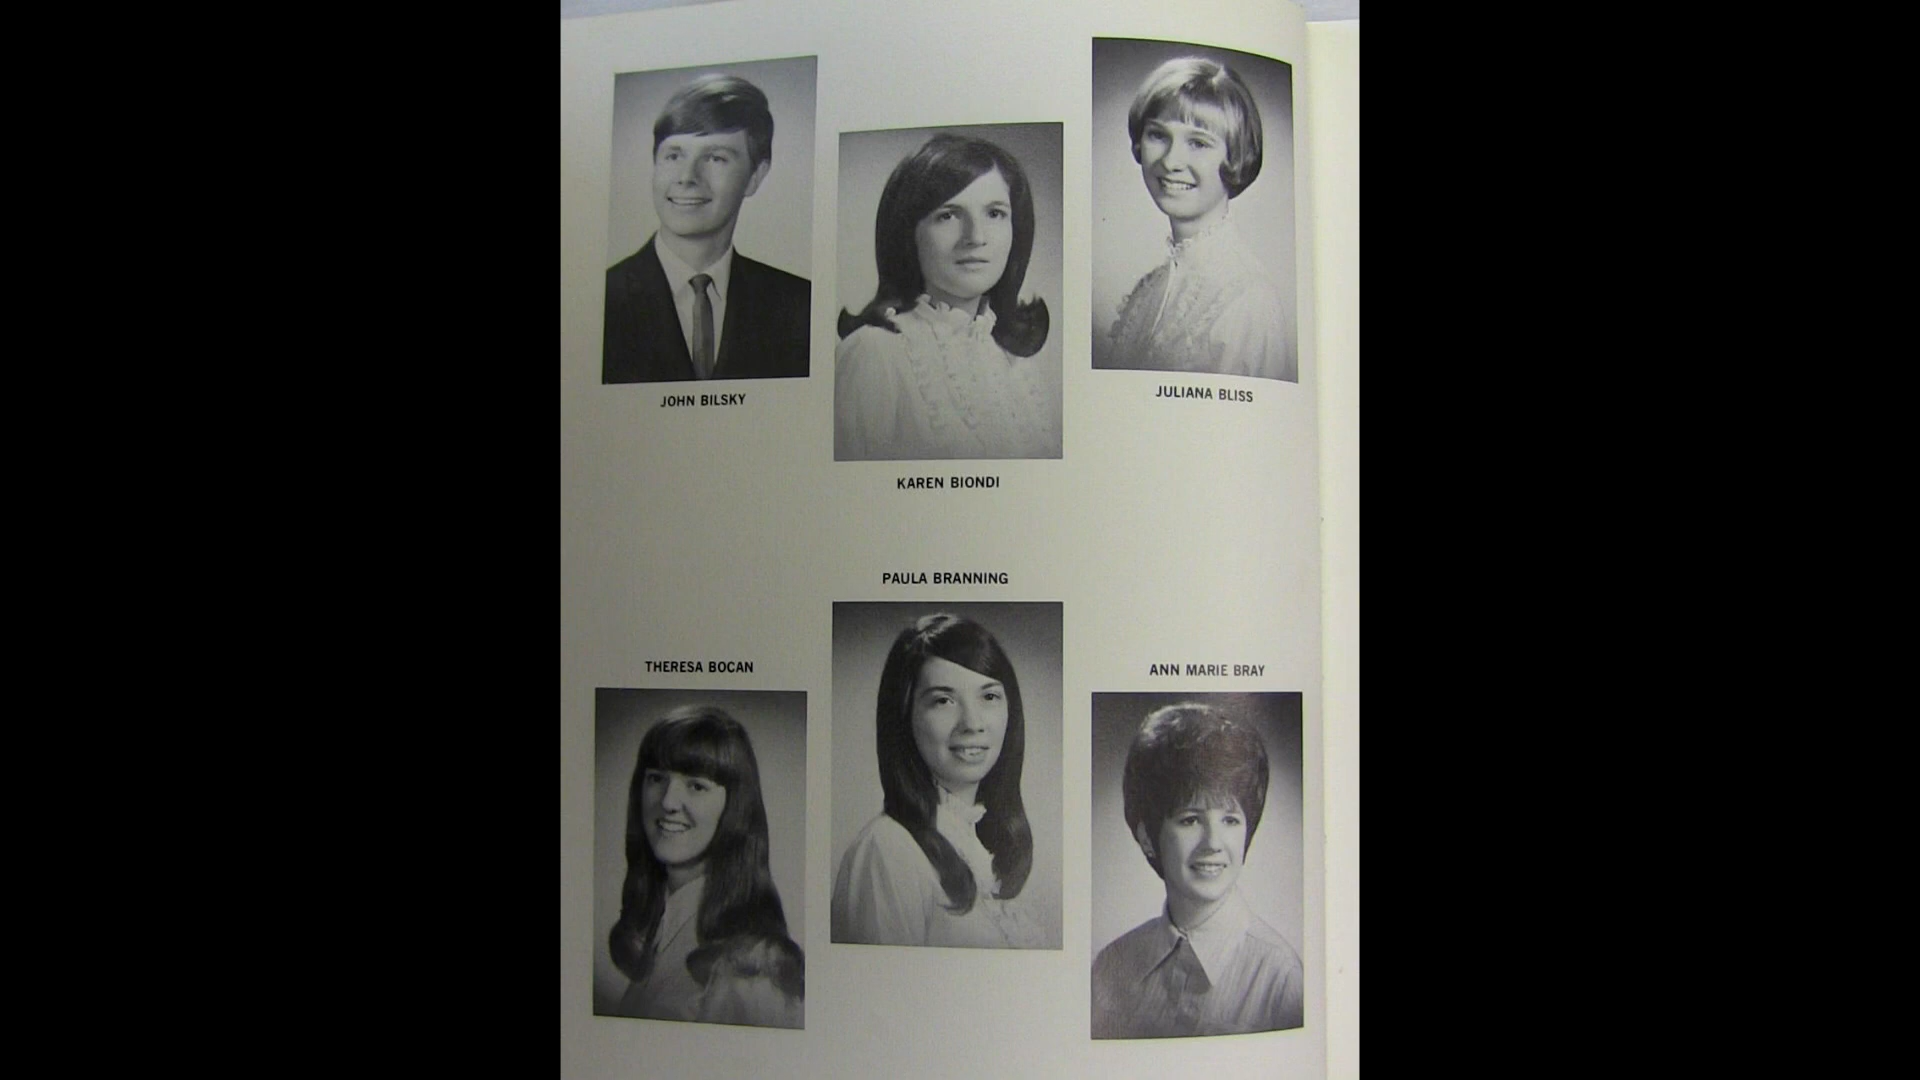 JOHN BILSKY
KAREN BIONDI
JULIANA BLISS
THERESA BOCAN
PAULA BRANNING
ANN MARIE BRAY